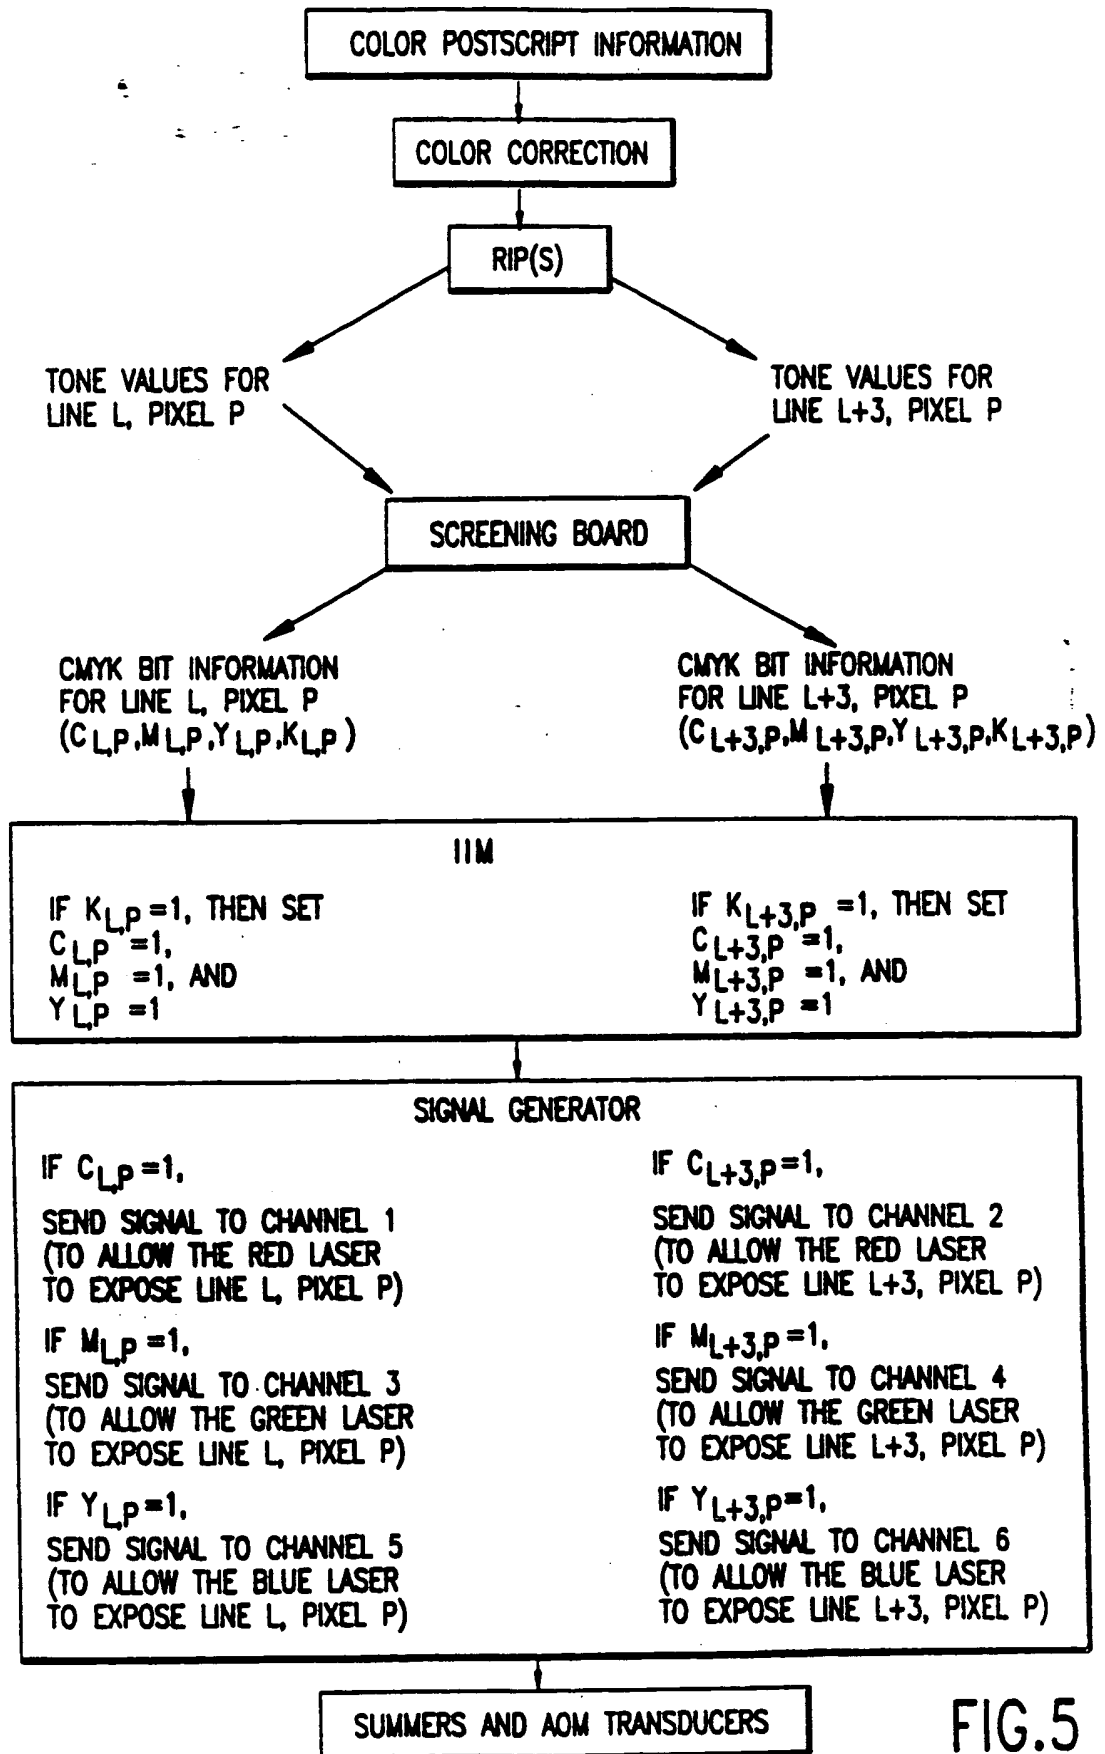 COLOR POSTSCRIPT INFORMATION
COLOR CORRECTION
RIP(S)
TONE VALUES FOR
LINE L, PIXEL P
TONE VALUES FOR
LINE L+3, PIXEL P
SCREENING BOARD
CMYK BIT INFORMATION
FOR LINE L, PIXEL P
(C L,P, M L,P, Y L,P, K L,P)
CMYK BIT INFORMATION
FOR LINE L+3, PIXEL P
(C L+3,P, M L+3,P, Y L+3,P, K L+3,P)
IIM
IF K L,P =1, THEN SET
C L,P =1,
M L,P =1, AND
Y L,P =1
IF K L+3,P =1, THEN SET
C L+3,P =1,
M L+3,P =1, AND
Y L+3,P =1
SIGNAL GENERATOR
IF C L,P =1,
SEND SIGNAL TO CHANNEL 1
(TO ALLOW THE RED LASER
TO EXPOSE LINE L, PIXEL P)
IF M L,P =1,
SEND SIGNAL TO CHANNEL 3
(TO ALLOW THE GREEN LASER
TO EXPOSE LINE L, PIXEL P)
IF Y L,P =1,
SEND SIGNAL TO CHANNEL 5
(TO ALLOW THE BLUE LASER
TO EXPOSE LINE L, PIXEL P)
IF C L+3,P =1,
SEND SIGNAL TO CHANNEL 2
(TO ALLOW THE RED LASER
TO EXPOSE LINE L+3, PIXEL P)
IF M L+3,P =1,
SEND SIGNAL TO CHANNEL 4
(TO ALLOW THE GREEN LASER
TO EXPOSE LINE L+3, PIXEL P)
IF Y L+3,P =1,
SEND SIGNAL TO CHANNEL 6
(TO ALLOW THE BLUE LASER
TO EXPOSE LINE L+3, PIXEL P)
SUMMERS AND AOM TRANSDUCERS
FIG.5